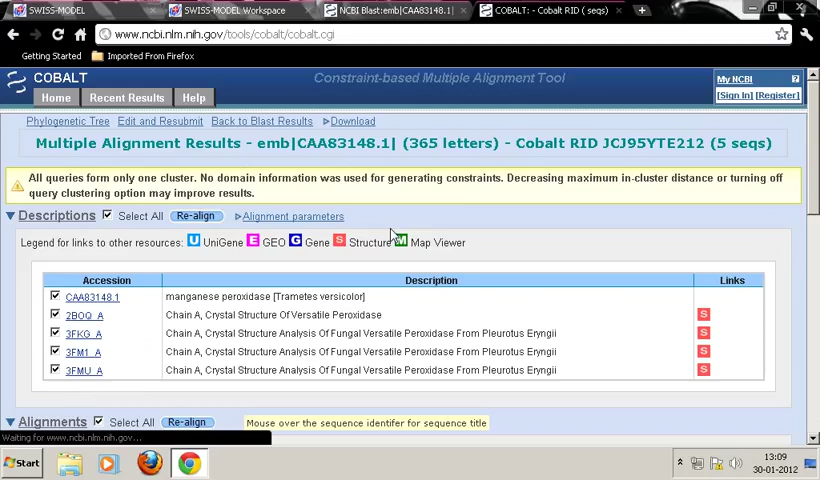 SWISS-MODEL
SWISS-MODEL Workspace
NCBI Blast:emb|CAA83148.1|
COBALT: - Cobalt RID ( seqs)
www.ncbi.nlm.nih.gov/tools/cobalt/cobalt.cgi
Getting Started
Imported From Firefox
COBALT
Constraint-based Multiple Alignment Tool
My NCBI
?
[Sign In] [Register]
Home
Recent Results
Help
Phylogenetic Tree
Edit and Resubmit
Back to Blast Results
Download
Multiple Alignment Results - emb|CAA83148.1| (365 letters) - Cobalt RID JCJ95YTE212 (5 seqs)
All queries form only one cluster. No domain information was used for generating constraints. Decreasing maximum in-cluster distance or turning off
query clustering option may improve results.
Descriptions
Select All
Re-align
Alignment parameters
Legend for links to other resources: U UniGene E GEO G Gene S Structure M Map Viewer
Accession Description Links
CAA83148.1 manganese peroxidase [Trametes versicolor]
2BOQ_A Chain A, Crystal Structure Of Versatile Peroxidase S
3FKG_A Chain A, Crystal Structure Analysis Of Fungal Versatile Peroxidase From Pleurotus Eryngii S
3FM1_A Chain A, Crystal Structure Analysis Of Fungal Versatile Peroxidase From Pleurotus Eryngii S
3FMU_A Chain A, Crystal Structure Analysis Of Fungal Versatile Peroxidase From Pleurotus Eryngii S
Alignments
Select All
Re-align
Mouse over the sequence identifer for sequence title
Waiting for www.ncbi.nlm.nih.gov...
Start
13:09
30-01-2012